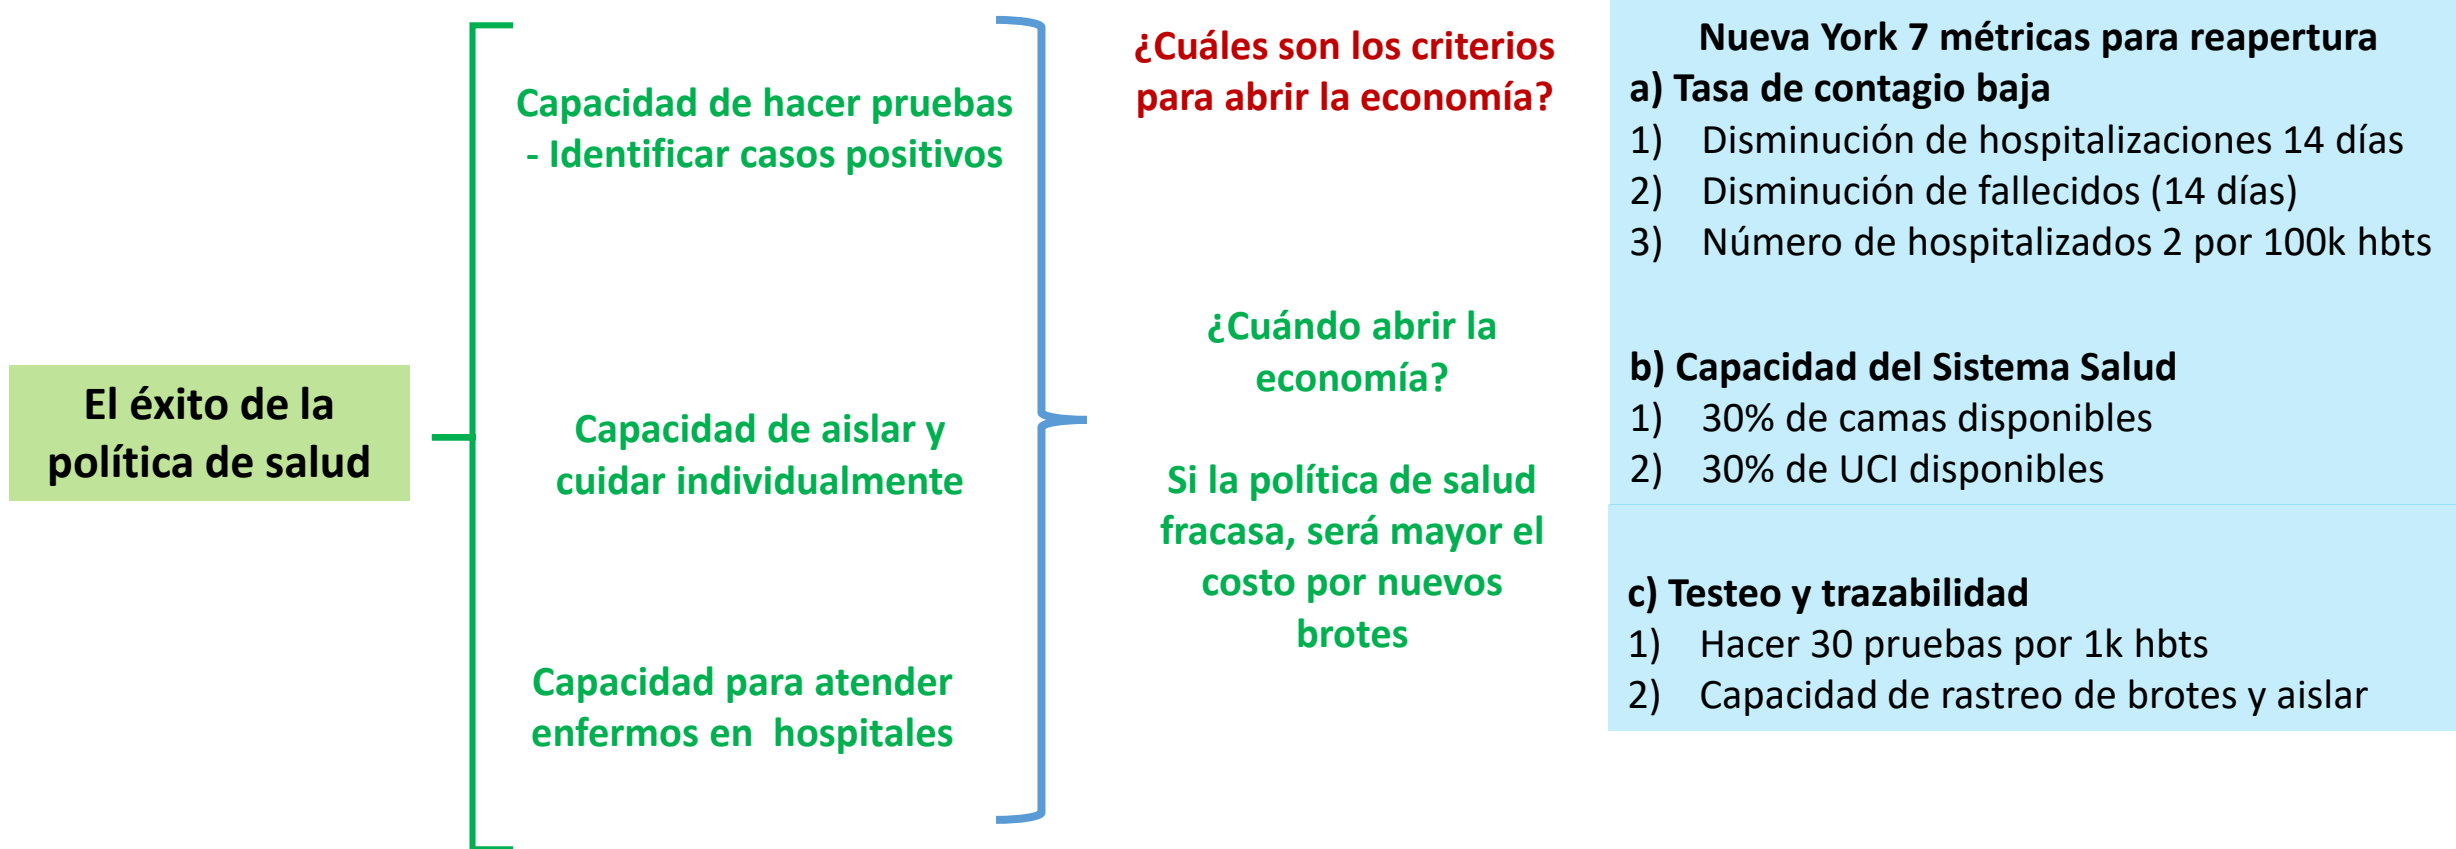 El éxito de la
política de salud
Capacidad de hacer pruebas
- Identificar casos positivos
Capacidad de aislar y
cuidar individualmente
Capacidad para atender
enfermos en hospitales
¿Cuáles son los criterios
para abrir la economía?
¿Cuándo abrir la
economía?
Si la política de salud
fracasa, será mayor el
costo por nuevos
brotes
Nueva York 7 métricas para reapertura
a) Tasa de contagio baja
1) Disminución de hospitalizaciones 14 días
2) Disminución de fallecidos (14 días)
3) Número de hospitalizados 2 por 100k hbts
b) Capacidad del Sistema Salud
1) 30% de camas disponibles
2) 30% de UCI disponibles
c) Testeo y trazabilidad
1) Hacer 30 pruebas por 1k hbts
2) Capacidad de rastreo de brotes y aislar